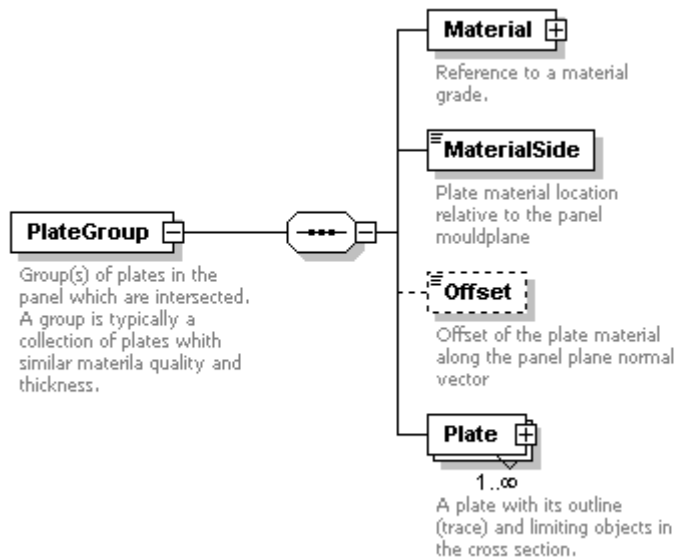 Material
Reference to a material
grade.
MaterialSide
Plate material location
relative to the panel
mouldplane
PlateGroup
Group(s) of plates in the
panel which are intersected.
A group is typically a
collection of plates whith
similar materila quality and
thickness.
Offset
Offset of the plate material
along the panel plane normal
vector
Plate
1..∞
A plate with its outline
(trace) and limiting objects in
the cross section.